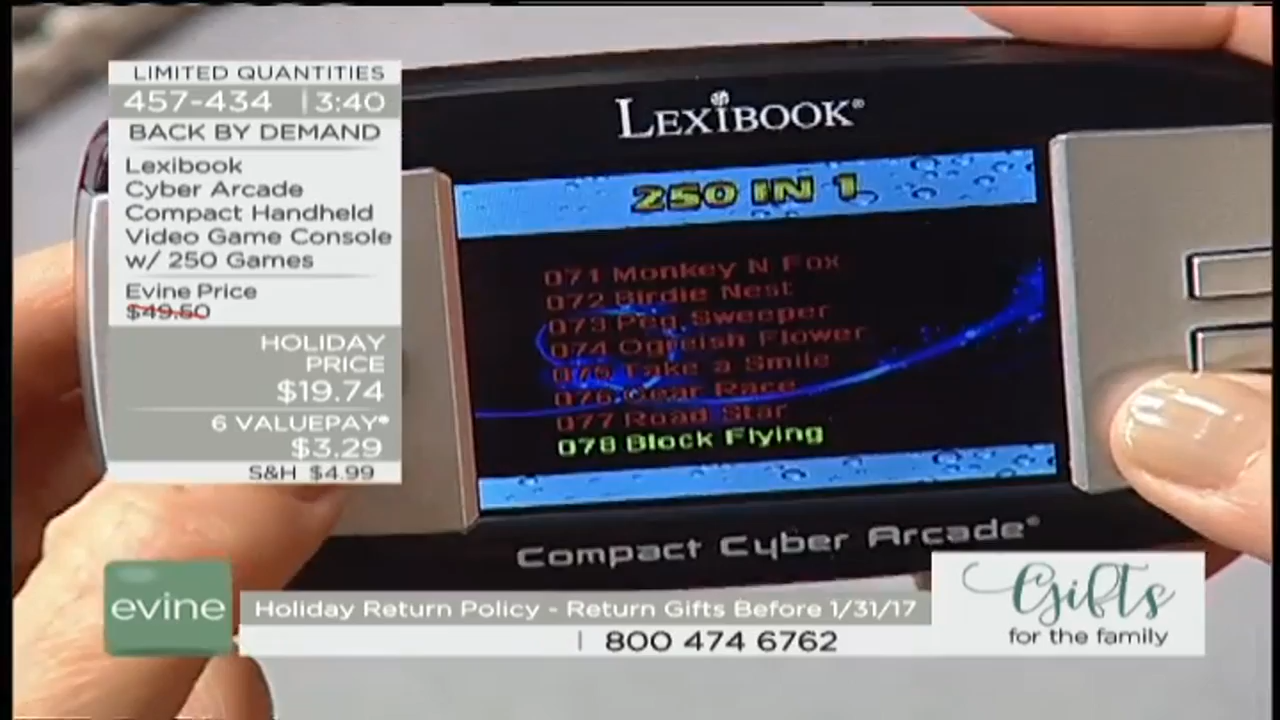 LIMITED QUANTITIES
457-434 | 3:40
BACK BY DEMAND
Lexibook
Cyber Arcade
Compact Handheld
Video Game Console
w/ 250 Games
Evine Price
$49.50
HOLIDAY
PRICE
$19.74
6 VALUEPAY®
$3.29
S&H $4.99
LEXIBOOK®
250 IN 1
071 Monkey N Fox
072 Birdie Nest
073 Peg Sweeper
074 Ogreish Flower
075 Take a Smile
076 Gear Race
077 Road Star
078 Block Flying
Compact Cyber Arcade®
evine
Holiday Return Policy - Return Gifts Before 1/31/17
| 800 474 6762
Gifts
for the family